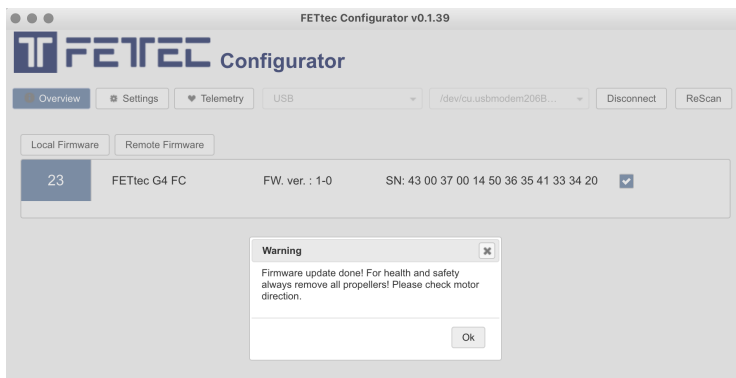 FETtec Configurator v0.1.39
FETTEC Configurator
Overview Settings Telemetry USB /dev/cu.usbmodem206B... Disconnect ReScan
Local Firmware Remote Firmware
23 FETtec G4 FC FW. ver. : 1-0 SN: 43 00 37 00 14 50 36 35 41 33 34 20
Warning
Firmware update done! For health and safety
always remove all propellers! Please check motor
direction.
Ok